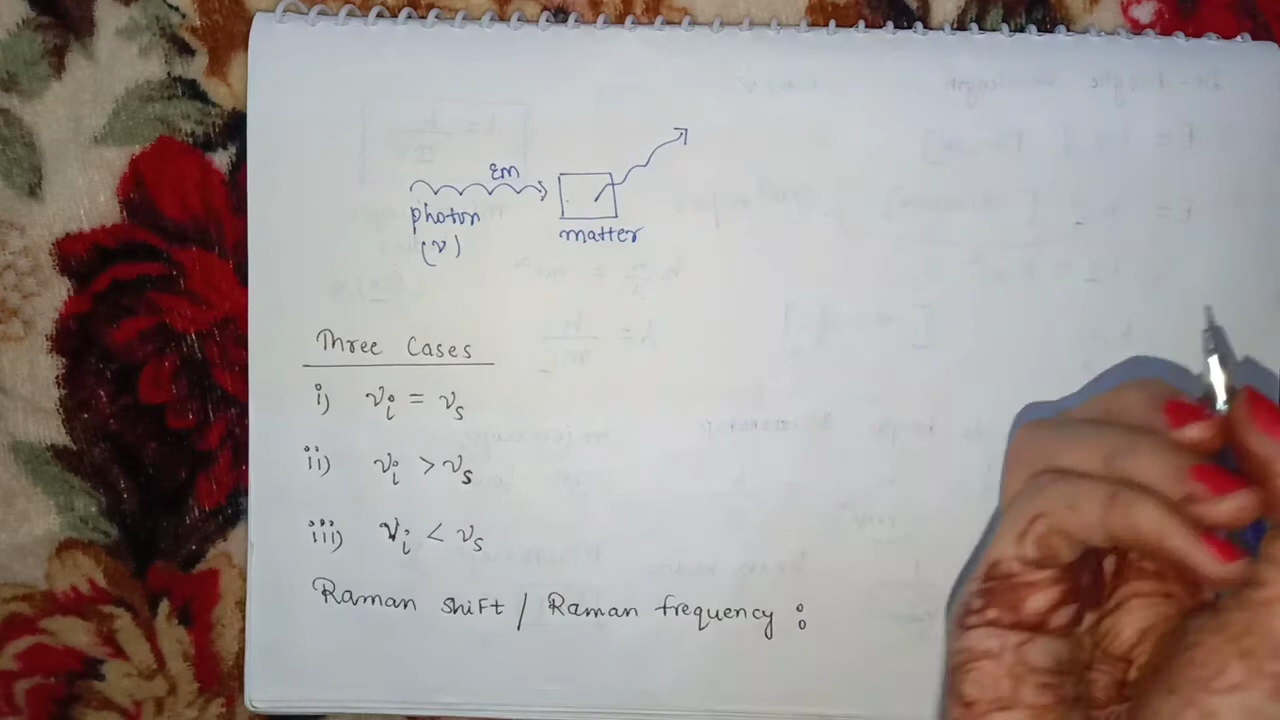 Em
photon
(ν)
matter
Three Cases
i) νi = νs
ii) νi > νs
iii) νi < νs
Raman shift / Raman frequency :